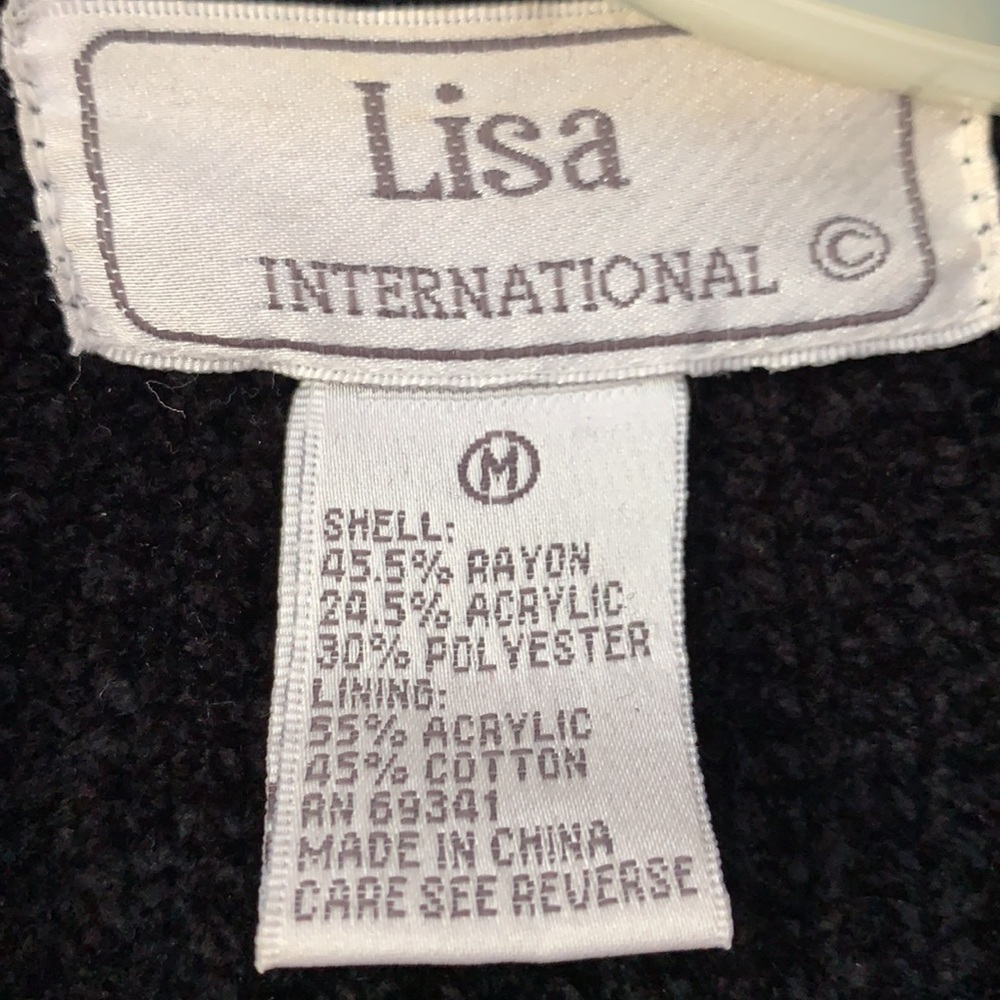 Lisa
INTERNATIONAL ©
M
SHELL:
45.5% RAYON
24.5% ACRYLIC
30% POLYESTER
LINING:
55% ACRYLIC
45% COTTON
RN 69341
MADE IN CHINA
CARE SEE REVERSE